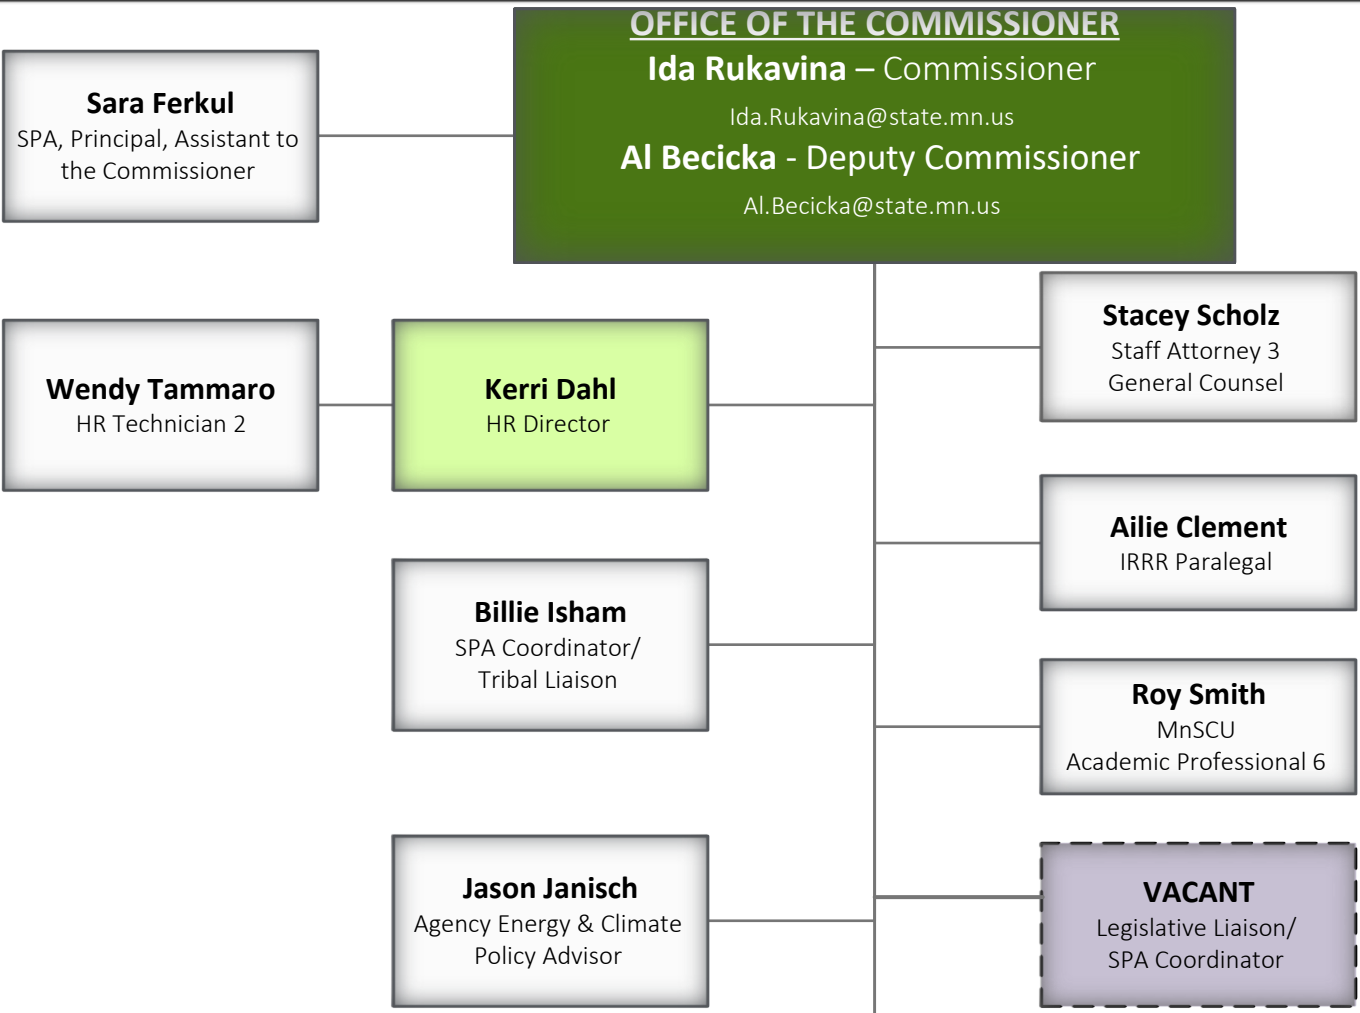 OFFICE OF THE COMMISSIONER
Ida Rukavina – Commissioner
Ida.Rukavina@state.mn.us
Al Becicka - Deputy Commissioner
Al.Becicka@state.mn.us
Sara Ferkul
SPA, Principal, Assistant to
the Commissioner
Stacey Scholz
Staff Attorney 3
General Counsel
Wendy Tammaro
HR Technician 2
Kerri Dahl
HR Director
Ailie Clement
IRRR Paralegal
Billie Isham
SPA Coordinator/
Tribal Liaison
Roy Smith
MnSCU
Academic Professional 6
Jason Janisch
Agency Energy & Climate
Policy Advisor
VACANT
Legislative Liaison/
SPA Coordinator